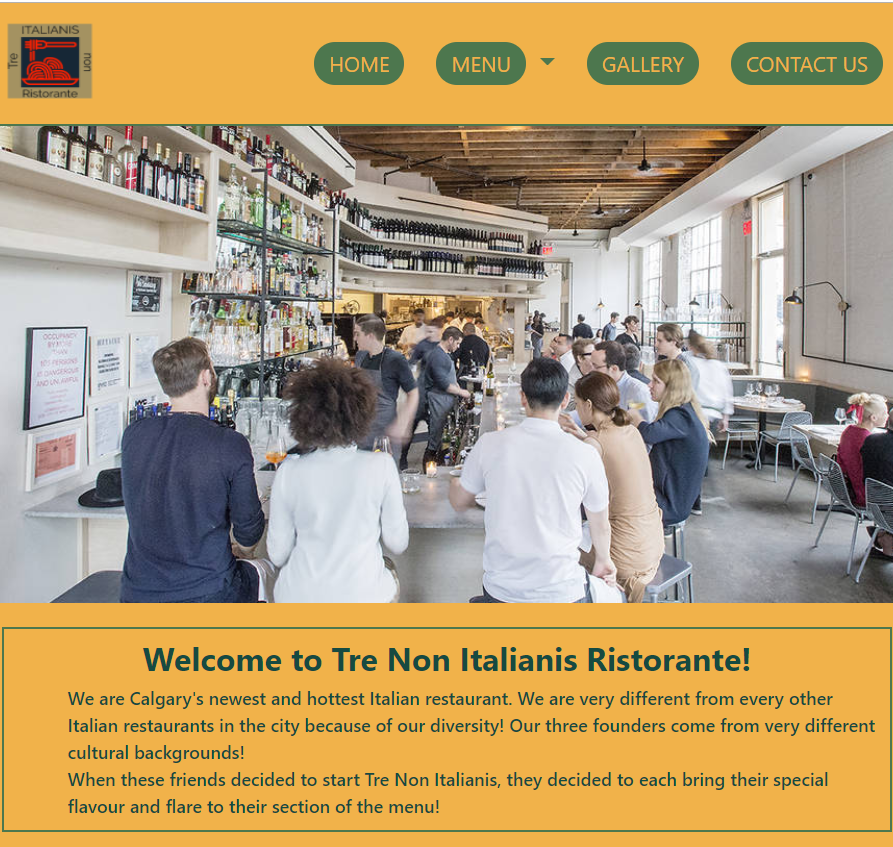 ITALIANIS
Tre
non
Ristorante
HOME
MENU
GALLERY
CONTACT US
OCCUPANCY
BY MORE
THAN
PERSONS
IS DANGEROUS
AND UNLAWFUL
Welcome to Tre Non Italianis Ristorante!
We are Calgary's newest and hottest Italian restaurant. We are very different from every other
Italian restaurants in the city because of our diversity! Our three founders come from very different
cultural backgrounds!
When these friends decided to start Tre Non Italianis, they decided to each bring their special
flavour and flare to their section of the menu!